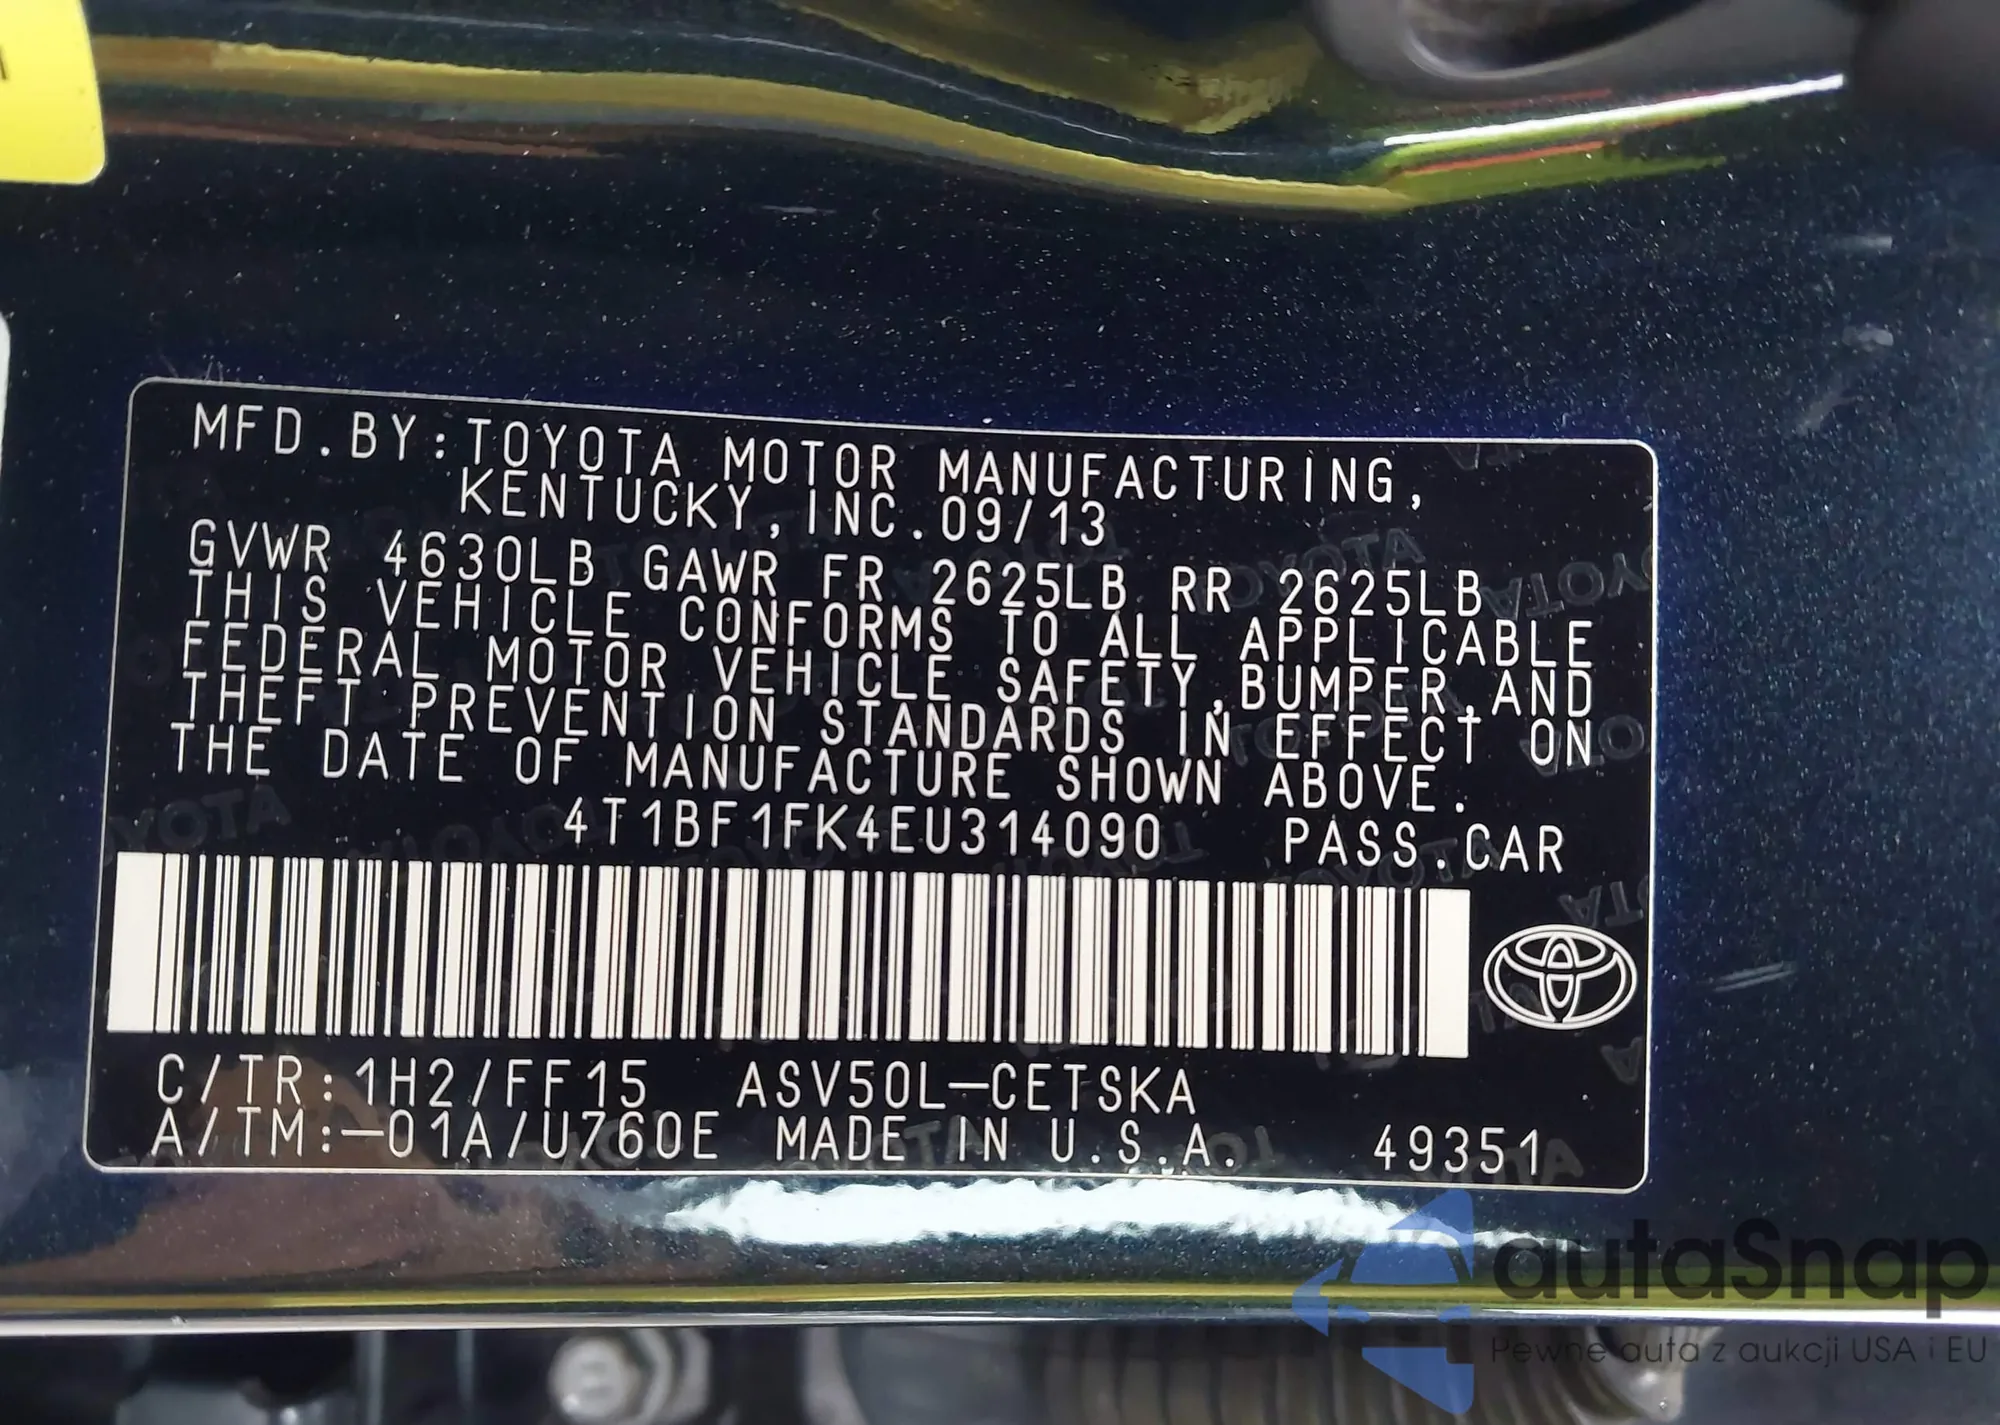 MFD.BY:TOYOTA MOTOR MANUFACTURING,
KENTUCKY, INC.09/13
GVWR 4630LB GAWR FR 2625LB RR 2625LB
THIS VEHICLE CONFORMS TO ALL APPLICABLE
FEDERAL MOTOR VEHICLE SAFETY,BUMPER,AND
THEFT PREVENTION STANDARDS IN EFFECT ON
THE DATE OF MANUFACTURE SHOWN ABOVE.
4T1BF1FK4EU314090 PASS.CAR
C/TR:1H2/FF15 ASV50L-CETSKA
A/TM:-01A/U760E MADE IN U.S.A. 49351
autaSnap
Pewne auta z aukcji USA i EU